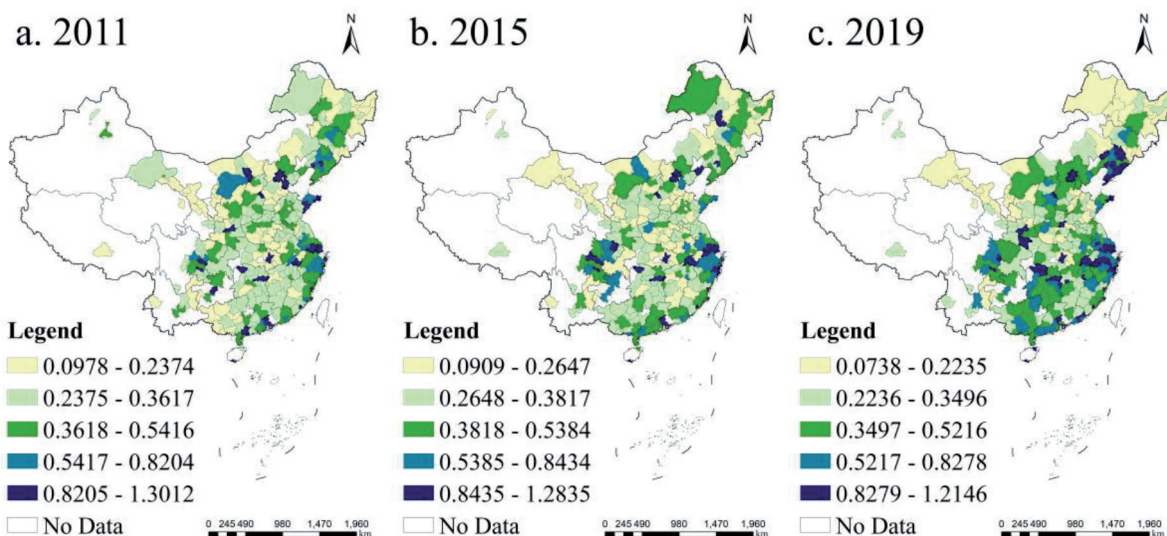 a. 2011
N
Legend
0.0978 - 0.2374
0.2375 - 0.3617
0.3618 - 0.5416
0.5417 - 0.8204
0.8205 - 1.3012
No Data
0 245 490 980 1,470 1,960
km
b. 2015
N
Legend
0.0909 - 0.2647
0.2648 - 0.3817
0.3818 - 0.5384
0.5385 - 0.8434
0.8435 - 1.2835
No Data
0 245 490 980 1,470 1,960
km
c. 2019
N
Legend
0.0738 - 0.2235
0.2236 - 0.3496
0.3497 - 0.5216
0.5217 - 0.8278
0.8279 - 1.2146
No Data
0 245 490 980 1,470 1,960
km